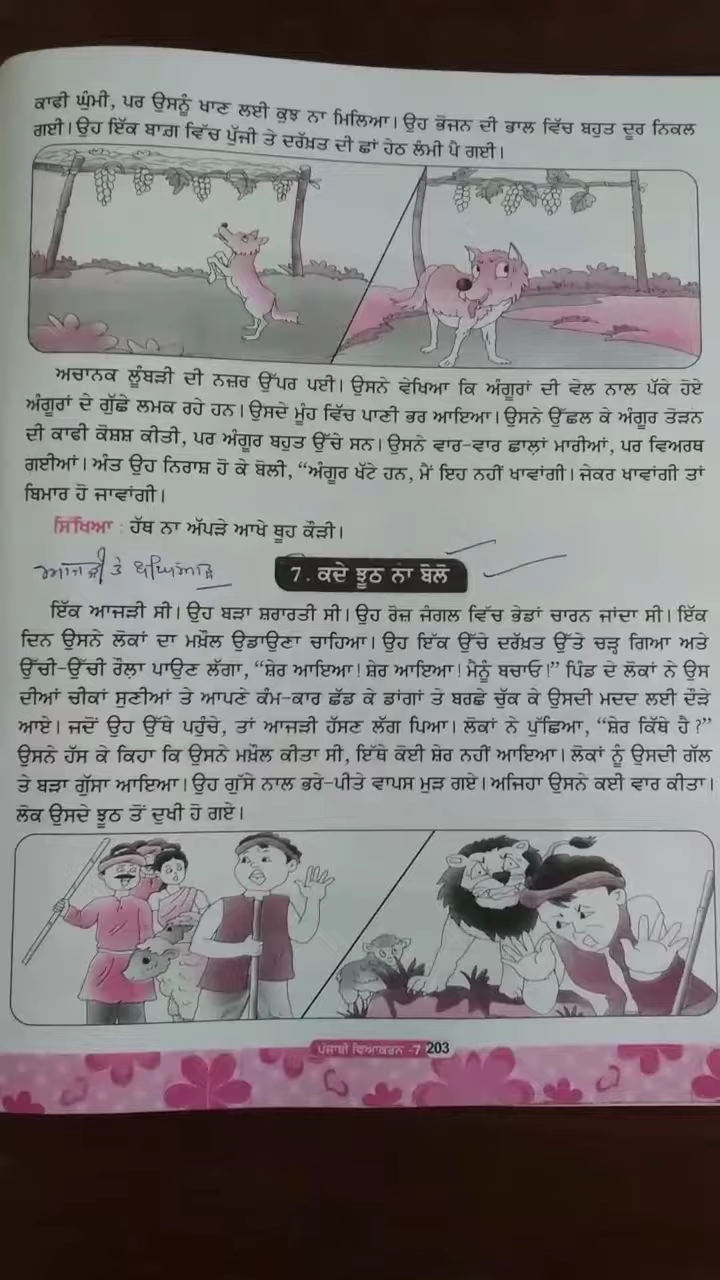 ਕਾਫੀ ਘੁੰਮੀ, ਪਰ ਉਸਨੂੰ ਖਾਣ ਲਈ ਕੁਝ ਨਾ ਮਿਲਿਆ। ਉਹ ਭੋਜਨ ਦੀ ਭਾਲ ਵਿੱਚ ਬਹੁਤ ਦੂਰ ਨਿਕਲ
ਗਈ। ਉਹ ਇੱਕ ਬਾਗ਼ ਵਿੱਚ ਪੁੱਜੀ ਤੇ ਦਰੱਖ਼ਤ ਦੀ ਛਾਂ ਹੇਠ ਲੰਮੀ ਪੈ ਗਈ।
ਅਚਾਨਕ ਲੂੰਬੜੀ ਦੀ ਨਜ਼ਰ ਉੱਪਰ ਪਈ। ਉਸਨੇ ਵੇਖਿਆ ਕਿ ਅੰਗੂਰਾਂ ਦੀ ਵੇਲ ਨਾਲ ਪੱਕੇ ਹੋਏ
ਅੰਗੂਰਾਂ ਦੇ ਗੁੱਛੇ ਲਮਕ ਰਹੇ ਹਨ। ਉਸਦੇ ਮੂੰਹ ਵਿੱਚ ਪਾਣੀ ਭਰ ਆਇਆ। ਉਸਨੇ ਉੱਛਲ ਕੇ ਅੰਗੂਰ ਤੋੜਨ
ਦੀ ਕਾਫੀ ਕੋਸ਼ਸ਼ ਕੀਤੀ, ਪਰ ਅੰਗੂਰ ਬਹੁਤ ਉੱਚੇ ਸਨ। ਉਸਨੇ ਵਾਰ-ਵਾਰ ਛਾਲਾਂ ਮਾਰੀਆਂ, ਪਰ ਵਿਅਰਥ
ਗਈਆਂ। ਅੰਤ ਉਹ ਨਿਰਾਸ਼ ਹੋ ਕੇ ਬੋਲੀ, “ਅੰਗੂਰ ਖੱਟੇ ਹਨ, ਮੈਂ ਇਹ ਨਹੀਂ ਖਾਵਾਂਗੀ। ਜੇਕਰ ਖਾਵਾਂਗੀ ਤਾਂ
ਬਿਮਾਰ ਹੋ ਜਾਵਾਂਗੀ।
ਸਿੱਖਿਆ : ਹੱਥ ਨਾ ਅੱਪੜੇ ਆਖੇ ਥੂਹ ਕੌੜੀ।
ਆਜੜੀ ਤੇ ਬਘਿਆੜ
7. ਕਦੇ ਝੂਠ ਨਾ ਬੋਲੋ
ਇੱਕ ਆਜੜੀ ਸੀ। ਉਹ ਬੜਾ ਸ਼ਰਾਰਤੀ ਸੀ। ਉਹ ਰੋਜ਼ ਜੰਗਲ ਵਿੱਚ ਭੇਡਾਂ ਚਾਰਨ ਜਾਂਦਾ ਸੀ। ਇੱਕ
ਦਿਨ ਉਸਨੇ ਲੋਕਾਂ ਦਾ ਮਖ਼ੌਲ ਉਡਾਉਣਾ ਚਾਹਿਆ। ਉਹ ਇੱਕ ਉੱਚੇ ਦਰੱਖ਼ਤ ਉੱਤੇ ਚੜ੍ਹ ਗਿਆ ਅਤੇ
ਉੱਚੀ-ਉੱਚੀ ਰੌਲ਼ਾ ਪਾਉਣ ਲੱਗਾ, “ਸ਼ੇਰ ਆਇਆ! ਸ਼ੇਰ ਆਇਆ! ਮੈਨੂੰ ਬਚਾਓ!” ਪਿੰਡ ਦੇ ਲੋਕਾਂ ਨੇ ਉਸ
ਦੀਆਂ ਚੀਕਾਂ ਸੁਣੀਆਂ ਤੇ ਆਪਣੇ ਕੰਮ-ਕਾਰ ਛੱਡ ਕੇ ਡਾਂਗਾਂ ਤੇ ਬਰਛੇ ਚੁੱਕ ਕੇ ਉਸਦੀ ਮਦਦ ਲਈ ਦੌੜੇ
ਆਏ। ਜਦੋਂ ਉਹ ਉੱਥੇ ਪਹੁੰਚੇ, ਤਾਂ ਆਜੜੀ ਹੱਸਣ ਲੱਗ ਪਿਆ। ਲੋਕਾਂ ਨੇ ਪੁੱਛਿਆ, “ਸ਼ੇਰ ਕਿੱਥੇ ਹੈ?”
ਉਸਨੇ ਹੱਸ ਕੇ ਕਿਹਾ ਕਿ ਉਸਨੇ ਮਖ਼ੌਲ ਕੀਤਾ ਸੀ, ਇੱਥੇ ਕੋਈ ਸ਼ੇਰ ਨਹੀਂ ਆਇਆ। ਲੋਕਾਂ ਨੂੰ ਉਸਦੀ ਗੱਲ
ਤੇ ਬੜਾ ਗੁੱਸਾ ਆਇਆ। ਉਹ ਗੁੱਸੇ ਨਾਲ ਭਰੇ-ਪੀਤੇ ਵਾਪਸ ਮੁੜ ਗਏ। ਅਜਿਹਾ ਉਸਨੇ ਕਈ ਵਾਰ ਕੀਤਾ।
ਲੋਕ ਉਸਦੇ ਝੂਠ ਤੋਂ ਦੁਖੀ ਹੋ ਗਏ।
ਪੰਜਾਬੀ ਵਿਆਕਰਨ -7 203